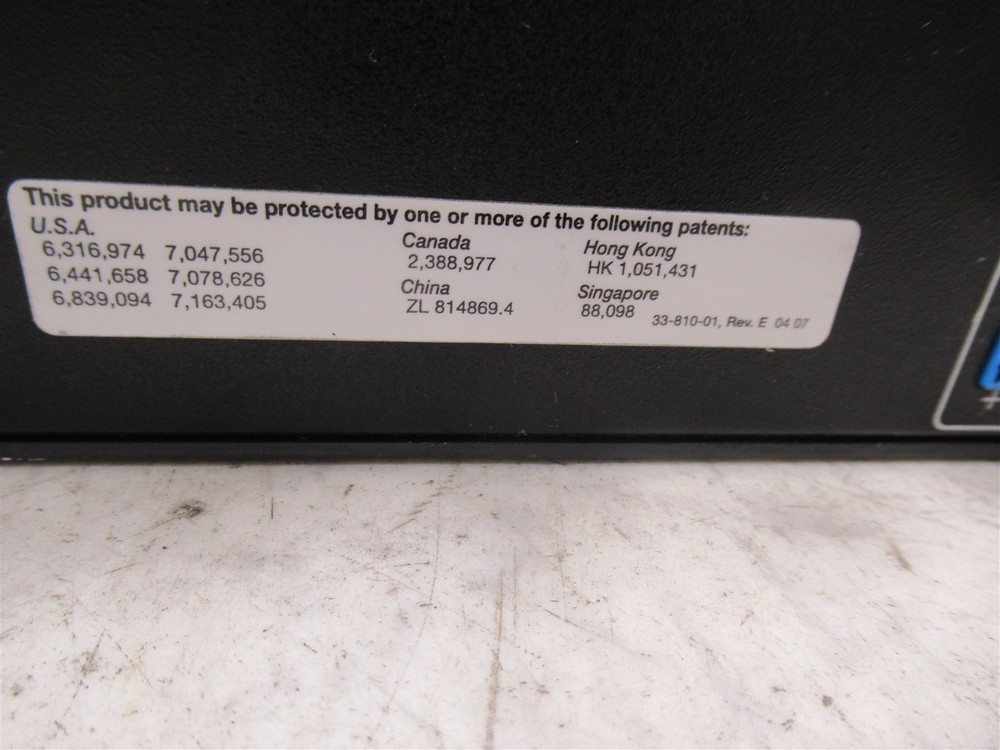 This product may be protected by one or more of the following patents:
U.S.A.
6,316,974 7,047,556
6,441,658 7,078,626
6,839,094 7,163,405
Canada
2,388,977
China
ZL 814869.4
Hong Kong
HK 1,051,431
Singapore
88,098
33-810-01, Rev. E 04 07